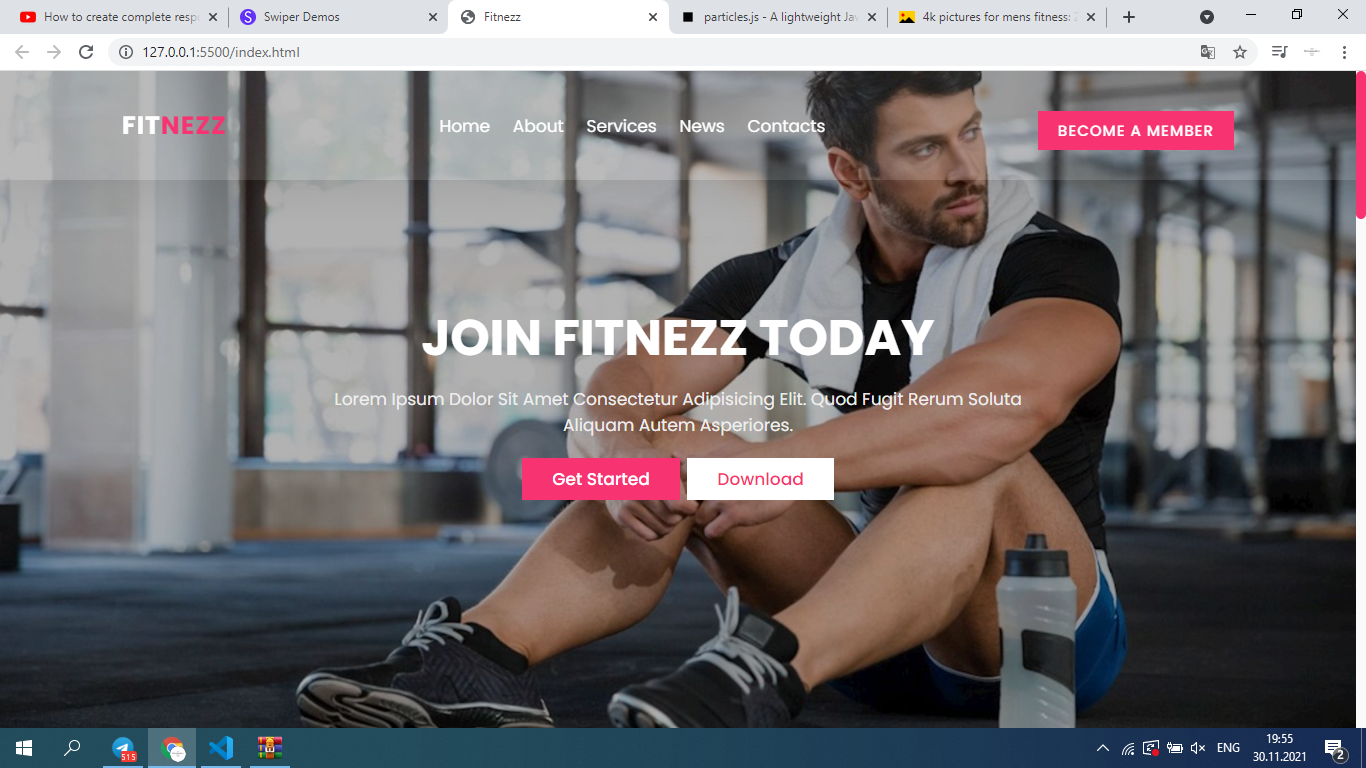 How to create complete resp
Swiper Demos
Fitnezz
particles.js - A lightweight Jav
4k pictures for mens fitness:
127.0.0.1:5500/index.html
FITNEZZ
Home About Services News Contacts
BECOME A MEMBER
JOIN FITNEZZ TODAY
Lorem Ipsum Dolor Sit Amet Consectetur Adipisicing Elit. Quod Fugit Rerum Soluta
Aliquam Autem Asperiores.
Get Started
Download
515
ENG
19:55
30.11.2021
2